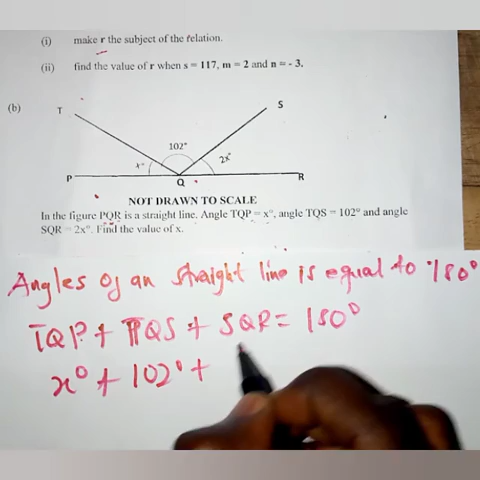 (i) make r the subject of the relation.
(ii) find the value of r when s = 117, m = 2 and n = - 3.
(b)
T
S
102°
x°
2x°
P
Q
R
NOT DRAWN TO SCALE
In the figure PQR is a straight line. Angle TQP = x°, angle TQS = 102° and angle
SQR = 2x°. Find the value of x.
Angles of an straight line is equal to 180°
TQP + TQS + SQR = 180°
x° + 102° +